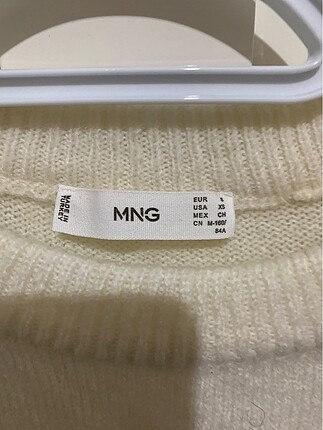 MADE IN
TURKEY
MNG
EUR S
USA XS
MEX CH
CN M-160/
84A